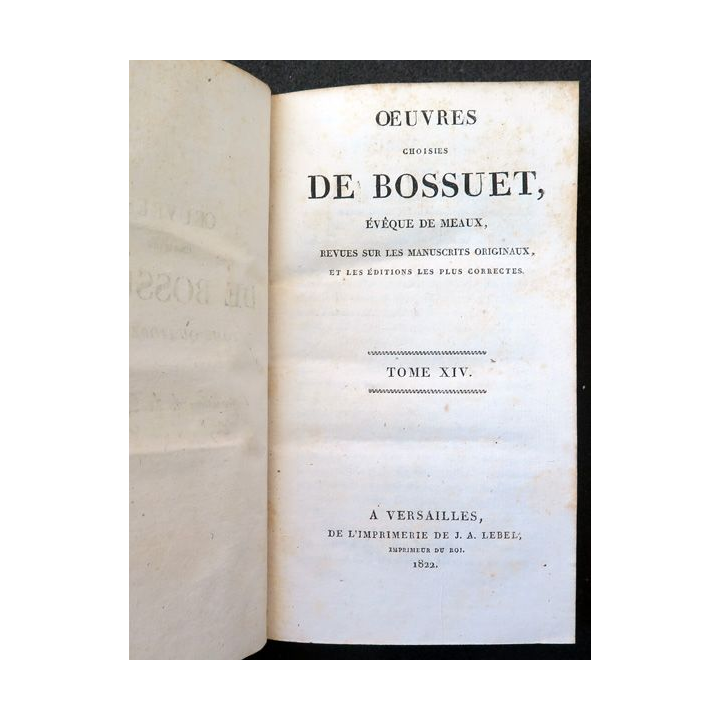 OEUVRES
CHOISIES
DE BOSSUET,
ÉVÊQUE DE MEAUX,
REVUES SUR LES MANUSCRITS ORIGINAUX,
ET LES ÉDITIONS LES PLUS CORRECTES.
TOME XIV.
A VERSAILLES,
DE L'IMPRIMERIE DE J. A. LEBEL,
IMPRIMEUR DU ROI.
1822.